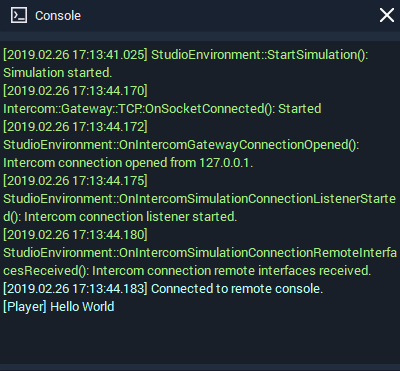 Console
[2019.02.26 17:13:41.025] StudioEnvironment::StartSimulation():
Simulation started.
[2019.02.26 17:13:44.170]
Intercom::Gateway::TCP:OnSocketConnected(): Started
[2019.02.26 17:13:44.172]
StudioEnvironment::OnIntercomGatewayConnectionOpened():
Intercom connection opened from 127.0.0.1.
[2019.02.26 17:13:44.175]
StudioEnvironment::OnIntercomSimulationConnectionListenerStarte
d(): Intercom connection listener started.
[2019.02.26 17:13:44.180]
StudioEnvironment::OnIntercomSimulationConnectionRemoteInterfa
cesReceived(): Intercom connection remote interfaces received.
[2019.02.26 17:13:44.183] Connected to remote console.
[Player] Hello World